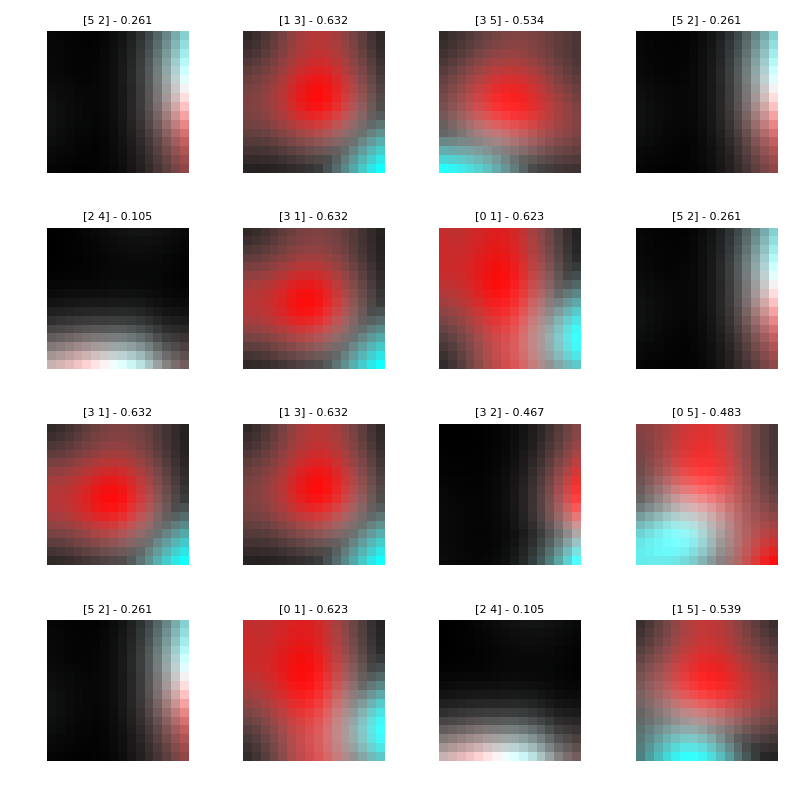 [5 2] - 0.261
[1 3] - 0.632
[3 5] - 0.534
[5 2] - 0.261
[2 4] - 0.105
[3 1] - 0.632
[0 1] - 0.623
[5 2] - 0.261
[3 1] - 0.632
[1 3] - 0.632
[3 2] - 0.467
[0 5] - 0.483
[5 2] - 0.261
[0 1] - 0.623
[2 4] - 0.105
[1 5] - 0.539